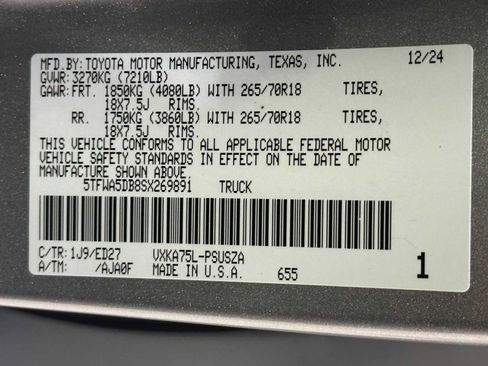 MFD.BY: TOYOTA MOTOR MANUFACTURING, TEXAS, INC. 12/24
GVWR: 3270KG (7210LB)
GAWR: FRT. 1850KG (4080LB) WITH 265/70R18 TIRES,
18X7.5J RIMS.
RR. 1750KG (3860LB) WITH 265/70R18 TIRES,
18X7.5J RIMS.
THIS VEHICLE CONFORMS TO ALL APPLICABLE FEDERAL MOTOR
VEHICLE SAFETY STANDARDS IN EFFECT ON THE DATE OF
MANUFACTURE SHOWN ABOVE.
5TFWA5DB8SX269891 TRUCK
C/TR: 1J9/ED27 VXKA75L-PSUSZA
A/TM: /AJA0F MADE IN U.S.A. 655 1